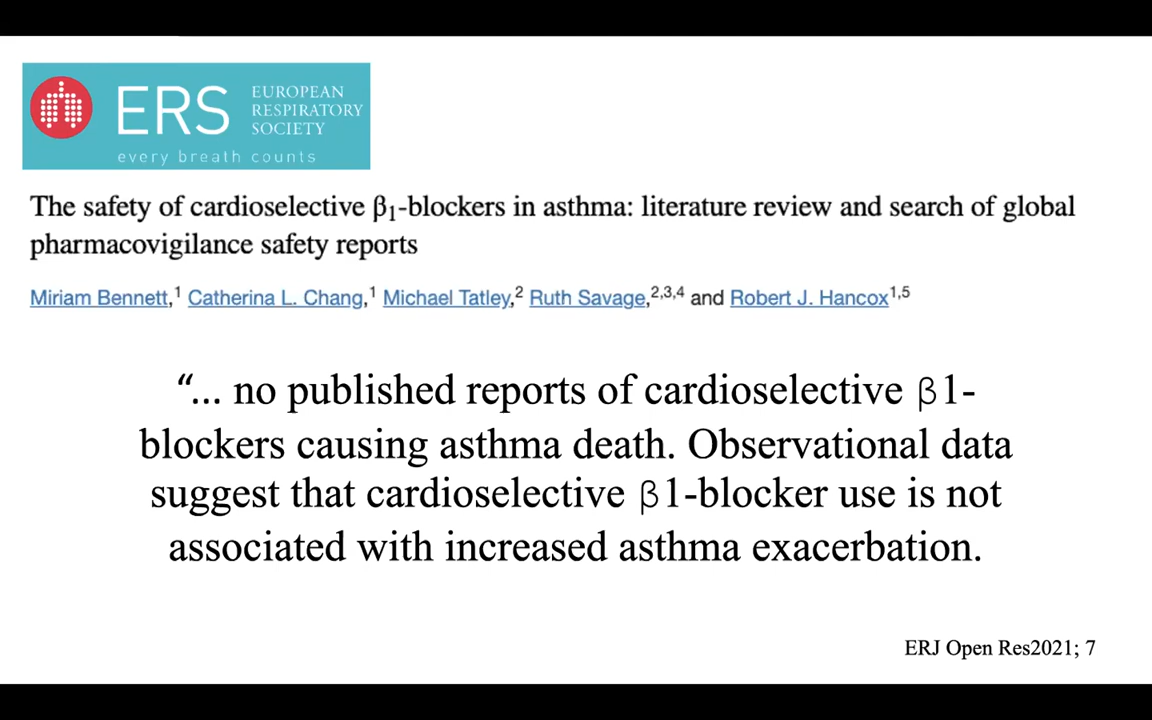 ERS EUROPEAN
RESPIRATORY
SOCIETY
every breath counts
The safety of cardioselective β₁-blockers in asthma: literature review and search of global
pharmacovigilance safety reports
Miriam Bennett,¹ Catherina L. Chang,¹ Michael Tatley,² Ruth Savage,²,³,⁴ and Robert J. Hancox¹,⁵
“... no published reports of cardioselective β1-
blockers causing asthma death. Observational data
suggest that cardioselective β1-blocker use is not
associated with increased asthma exacerbation.
ERJ Open Res2021; 7